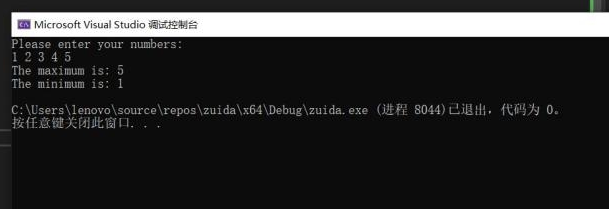 Microsoft Visual Studio 调试控制台
Please enter your numbers:
1 2 3 4 5
The maximum is: 5
The minimum is: 1
C:\Users\lenovo\source\repos\zuida\x64\Debug\zuida.exe (进程 8044)已退出，代码为 0。
按任意键关闭此窗口. . .